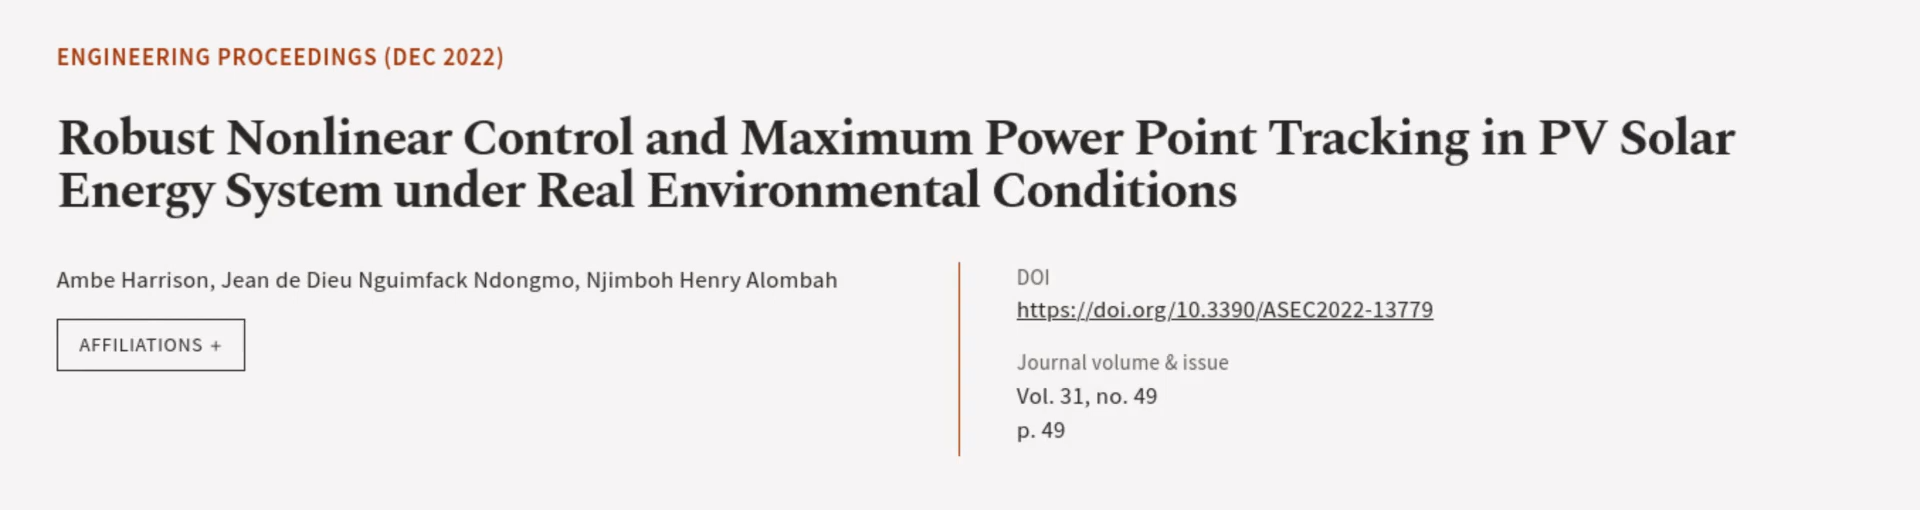 ENGINEERING PROCEEDINGS (DEC 2022)
Robust Nonlinear Control and Maximum Power Point Tracking in PV Solar
Energy System under Real Environmental Conditions
Ambe Harrison, Jean de Dieu Nguimfack Ndongmo, Njimboh Henry Alombah
AFFILIATIONS +
DOI
https://doi.org/10.3390/ASEC2022-13779
Journal volume & issue
Vol. 31, no. 49
p. 49